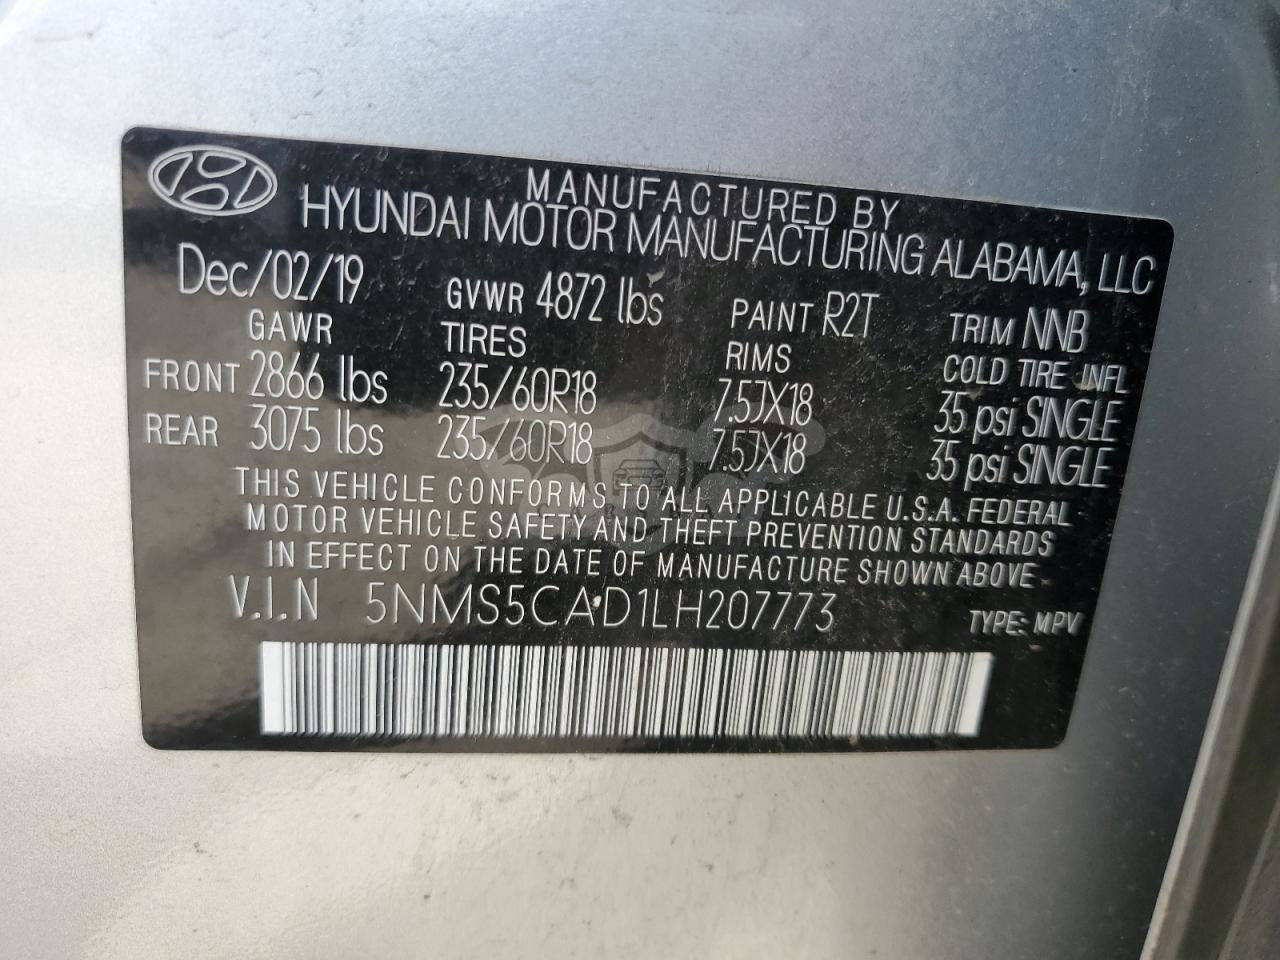 MANUFACTURED BY
HYUNDAI MOTOR MANUFACTURING ALABAMA, LLC
Dec/02/19 GVWR 4872 lbs PAINT R2T TRIM NNB
GAWR TIRES RIMS COLD TIRE INFL
FRONT 2866 lbs 235/60R18 7.5JX18 35 psi SINGLE
REAR 3075 lbs 235/60R18 7.5JX18 35 psi SINGLE
THIS VEHICLE CONFORMS TO ALL APPLICABLE U.S.A. FEDERAL
MOTOR VEHICLE SAFETY AND THEFT PREVENTION STANDARDS
IN EFFECT ON THE DATE OF MANUFACTURE SHOWN ABOVE
V.I.N 5NMS5CAD1LH207773 TYPE: MPV